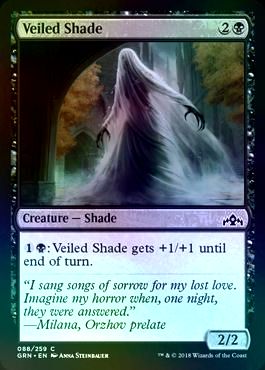 Veiled Shade 2
Creature — Shade
1 : Veiled Shade gets +1/+1 until
end of turn.
“I sang songs of sorrow for my lost love.
Imagine my horror when, one night,
they were answered.”
—Milana, Orzhov prelate
2/2
088/259 C
GRN • EN Anna Steinbauer
™ & © 2018 Wizards of the Coast